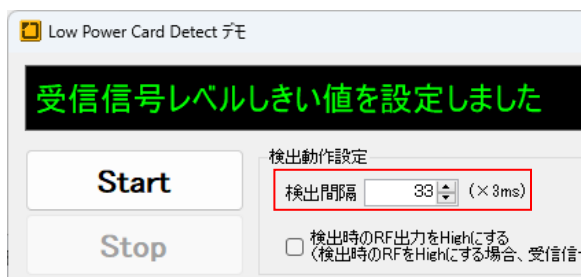 Low Power Card Detect デモ
受信信号レベルしきい値を設定しました
Start
検出動作設定
検出間隔 33 (×3ms)
Stop
検出時のRF出力をHighにする
(検出時のRFをHighにする場合、受信信